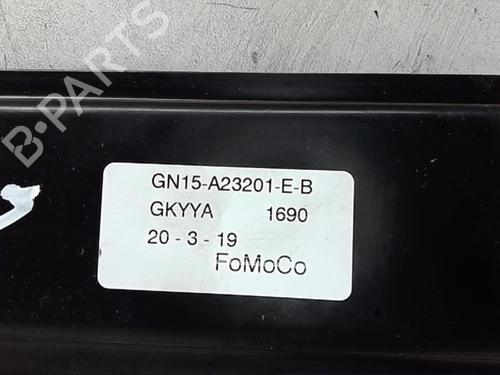 B-PARTS
GN15-A23201-E-B
GKYYA 1690
20 - 3 - 19
FoMoCo